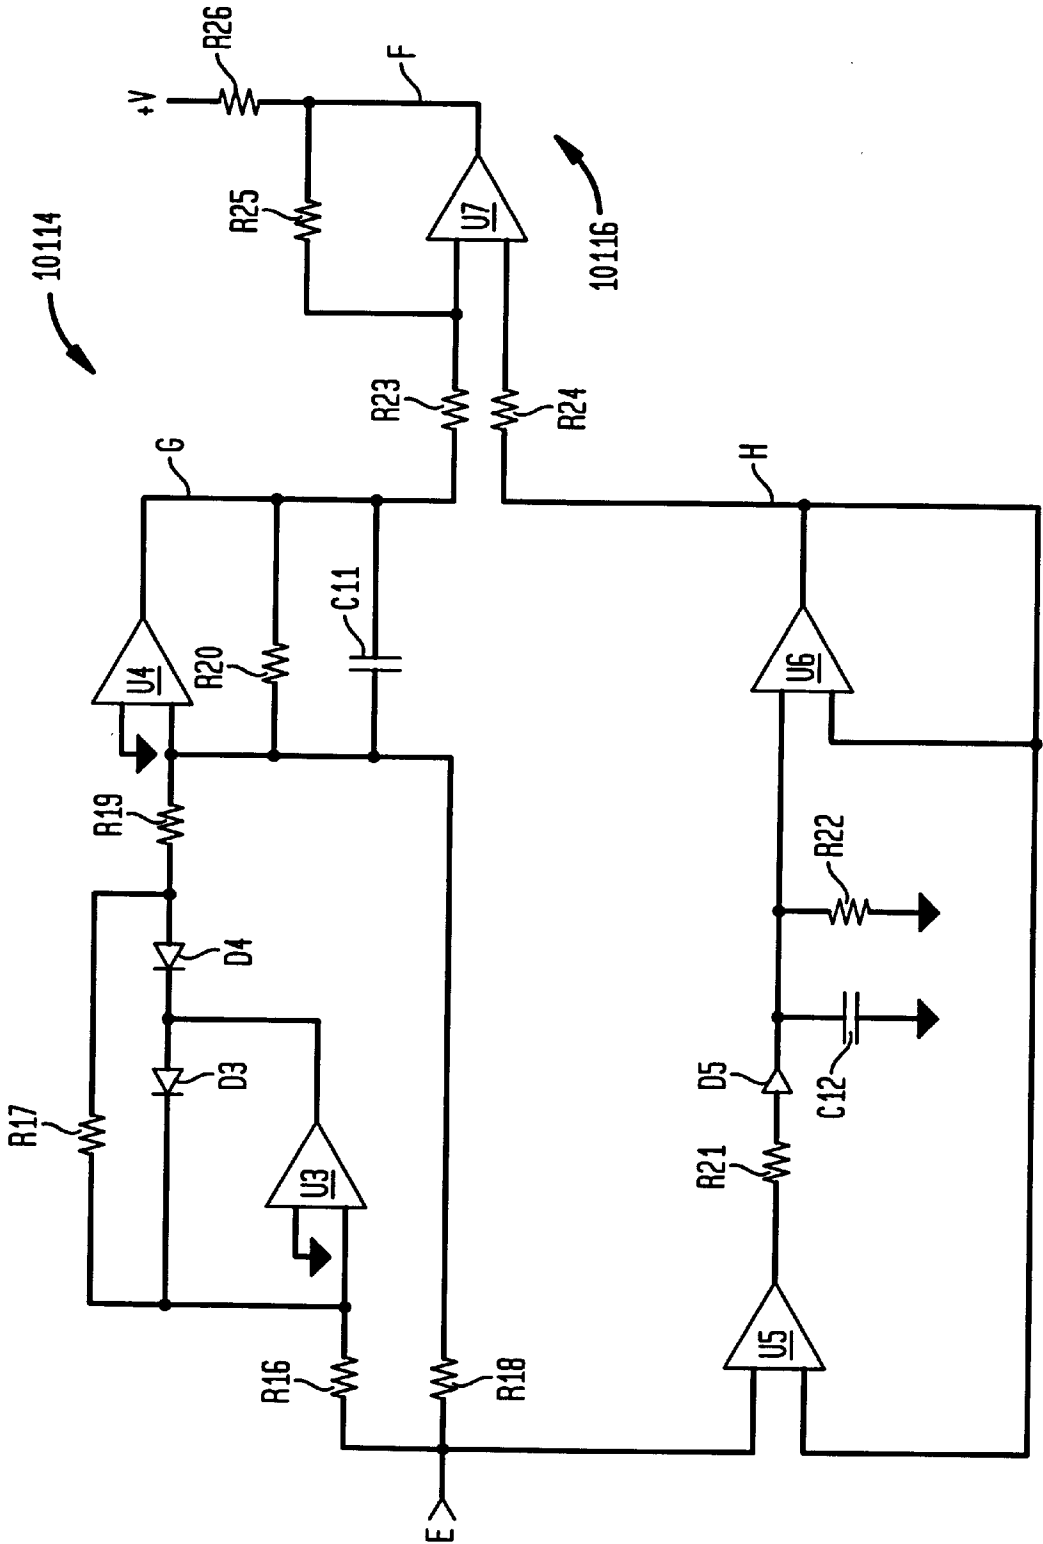 10114
+V
R26
F
R25
U7
10116
G
R23
R24
H
U4
R20
C11
U6
R19
R17
D4
D3
R22
C12
D5
R21
U3
U5
R16
R18
E